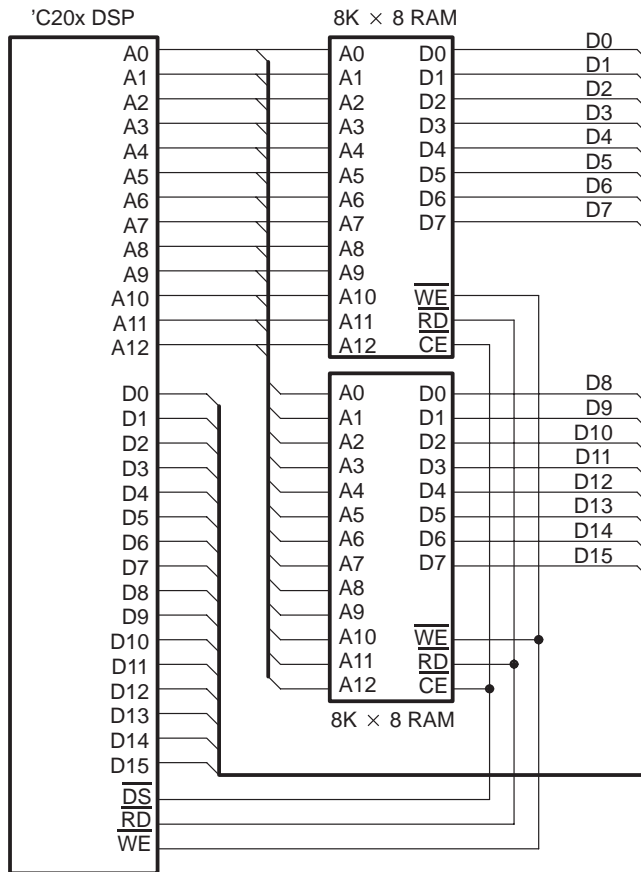 'C20x DSP
A0
A1
A2
A3
A4
A5
A6
A7
A8
A9
A10
A11
A12
D0
D1
D2
D3
D4
D5
D6
D7
D8
D9
D10
D11
D12
D13
D14
D15
DS
RD
WE
8K × 8 RAM
A0 D0
A1 D1
A2 D2
A3 D3
A4 D4
A5 D5
A6 D6
A7 D7
A8
A9
A10 WE
A11 RD
A12 CE
D0
D1
D2
D3
D4
D5
D6
D7
A0 D0
A1 D1
A2 D2
A3 D3
A4 D4
A5 D5
A6 D6
A7 D7
A8
A9
A10 WE
A11 RD
A12 CE
8K × 8 RAM
D8
D9
D10
D11
D12
D13
D14
D15